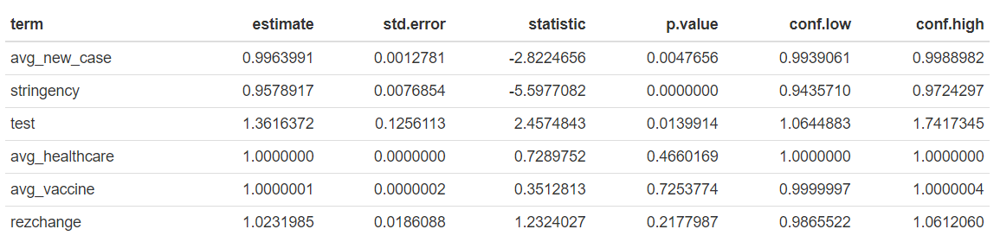 term estimate std.error statistic p.value conf.low conf.high
avg_new_case 0.9963991 0.0012781 -2.8224656 0.0047656 0.9939061 0.9988982
stringency 0.9578917 0.0076854 -5.5977082 0.0000000 0.9435710 0.9724297
test 1.3616372 0.1256113 2.4574843 0.0139914 1.0644883 1.7417345
avg_healthcare 1.0000000 0.0000000 0.7289752 0.4660169 1.0000000 1.0000000
avg_vaccine 1.0000001 0.0000002 0.3512813 0.7253774 0.9999997 1.0000004
rezchange 1.0231985 0.0186088 1.2324027 0.2177987 0.9865522 1.0612060